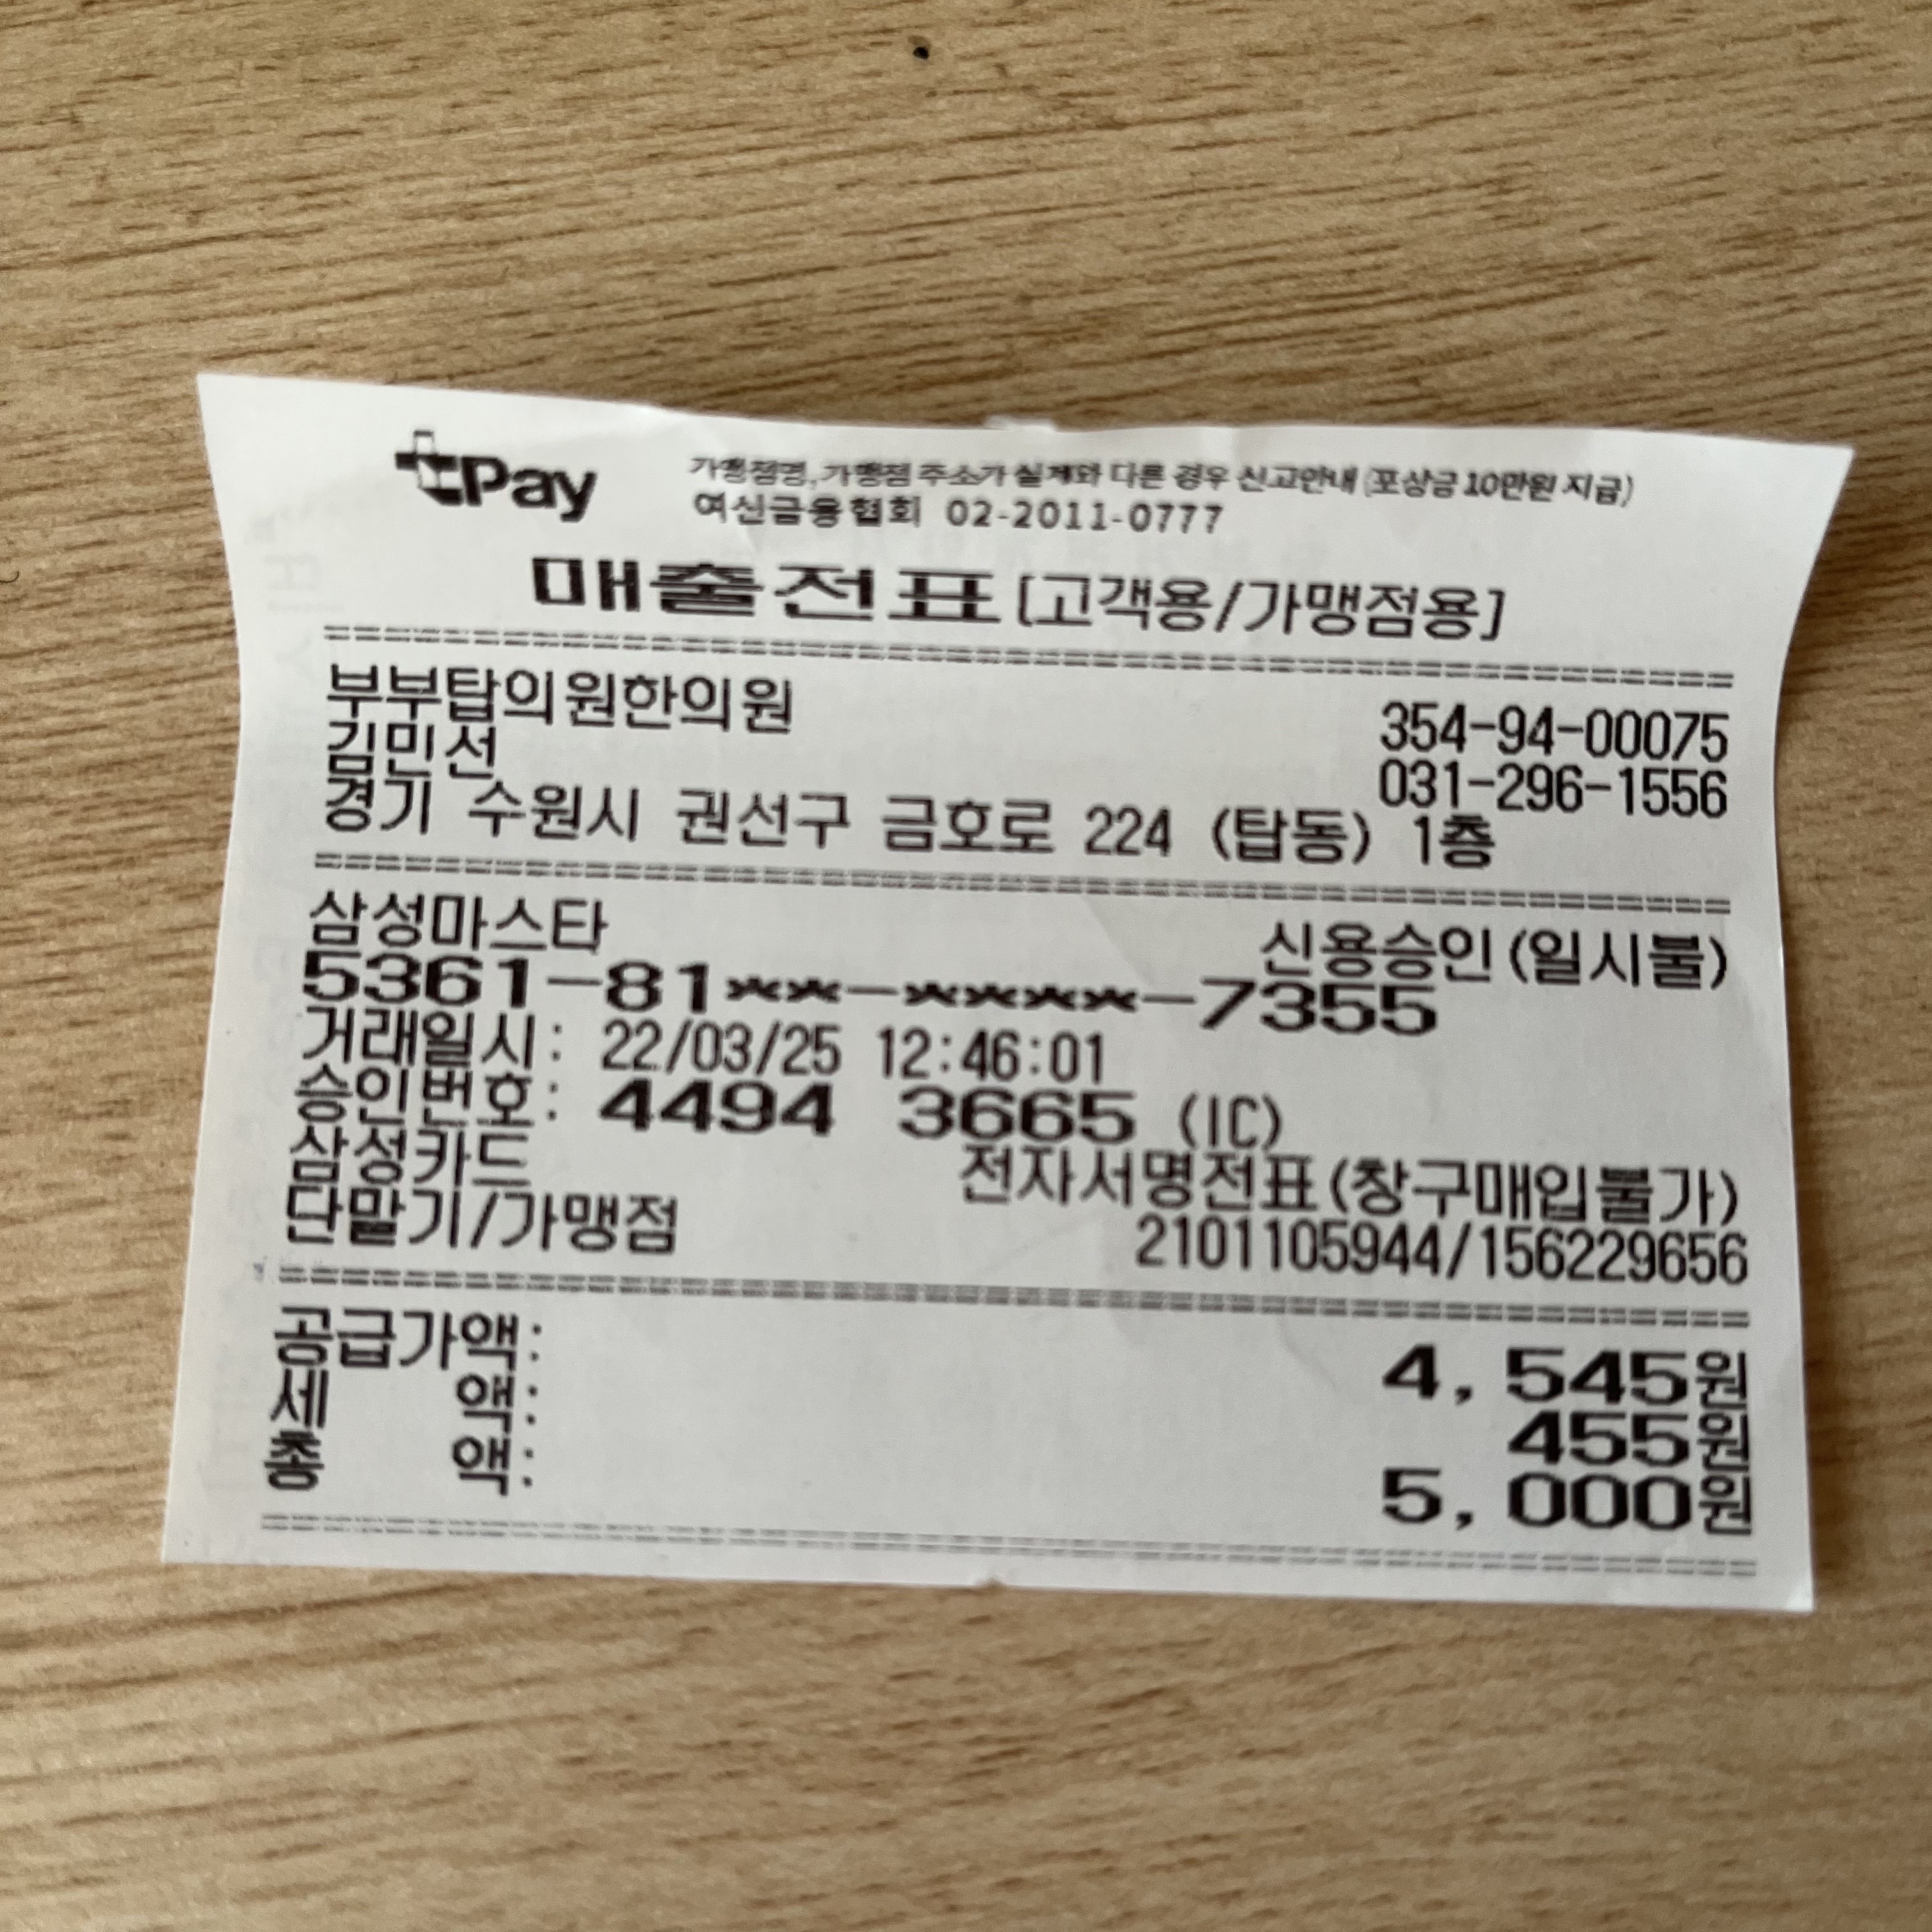 Pay 가맹점명, 가맹점 주소가 실제와 다른 경우 신고안내 (포상금 10만원 지급)
여신금융협회 02-2011-0777
매출전표[고객용/가맹점용]
부부탑의원한의원 354-94-00075
김민선 031-296-1556
경기 수원시 권선구 금호로 224 (탑동) 1층
삼성마스타 신용승인(일시불)
5361-81**-****-7355
거래일시: 22/03/25 12:46:01
승인번호: 4494 3665 (IC)
삼성카드 전자서명전표(창구매입불가)
단말기/가맹점 2101105944/156229656
공급가액: 4,545원
세 액: 455원
총 액: 5,000원